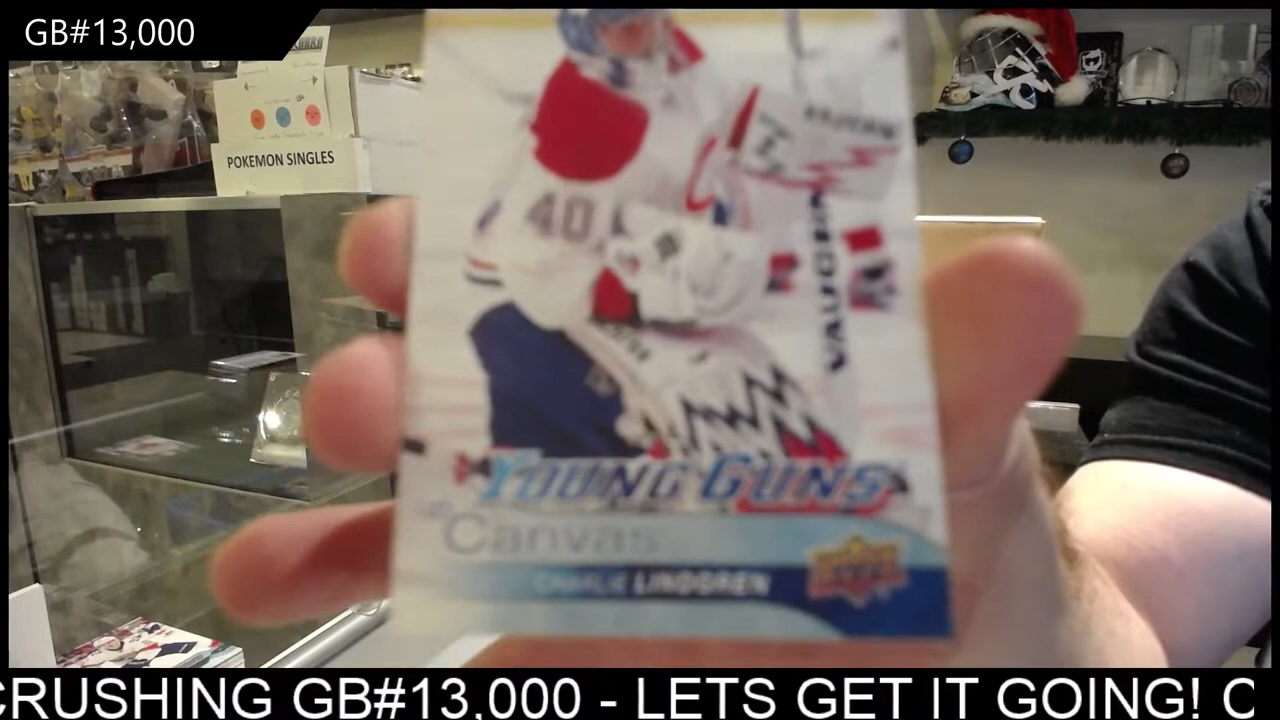 GB#13,000
POKEMON SINGLES
40
VAUGHN
YOUNG GUNS
Canvas
CHARLIE LINDGREN
CRUSHING GB#13,000 - LETS GET IT GOING! C